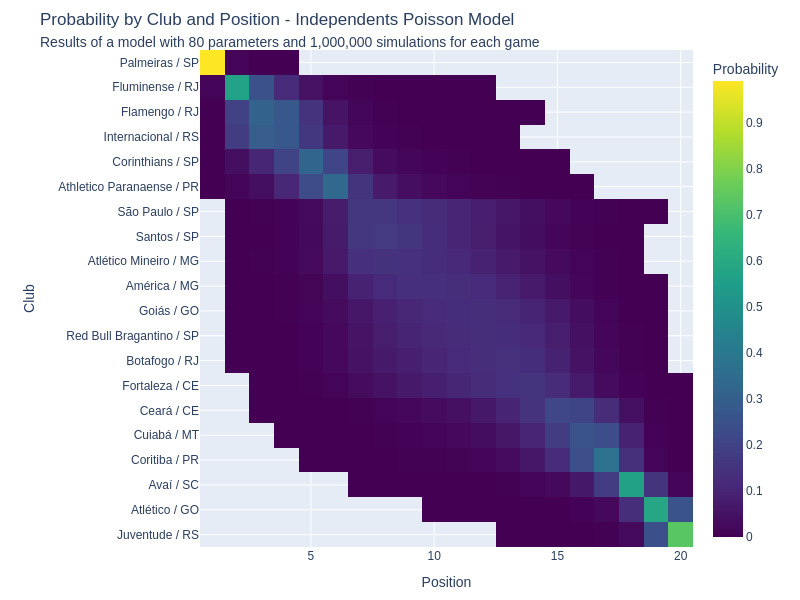 Probability by Club and Position - Independents Poisson Model
Results of a model with 80 parameters and 1,000,000 simulations for each game
Probability
Palmeiras / SP
Fluminense / RJ
Flamengo / RJ
Internacional / RS
Corinthians / SP
Athletico Paranaense / PR
São Paulo / SP
Santos / SP
Atlético Mineiro / MG
América / MG
Goiás / GO
Red Bull Bragantino / SP
Botafogo / RJ
Fortaleza / CE
Ceará / CE
Cuiabá / MT
Coritiba / PR
Avaí / SC
Atlético / GO
Juventude / RS
Club
5
10
15
20
Position
0.9
0.8
0.7
0.6
0.5
0.4
0.3
0.2
0.1
0